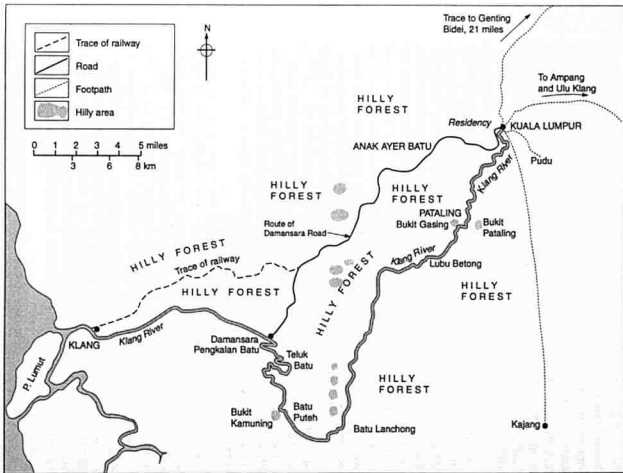 Trace of railway
Road
Footpath
Hilly area
0 1 2 3 4 5 miles
3 6 8 km
N
Trace to Genting
Bidei, 21 miles
To Ampang
and Ulu Klang
HILLY
FOREST
Residency
KUALA LUMPUR
ANAK AYER BATU
Pudu
Klang River
HILLY
FOREST
HILLY
FOREST
PATALING
Bukit Gasing
Bukit
Pataling
Route of
Damansara Road
HILLY FOREST
Trace of railway
Klang River
Lubu Betong
HILLY FOREST
HILLY FOREST
HILLY
FOREST
KLANG
Klang River
Damansara
Pengkalan Batu
P. Lumut
Teluk
Batu
HILLY
FOREST
Bukit
Kamuning
Batu
Puteh
Batu Lanchong
Kajang